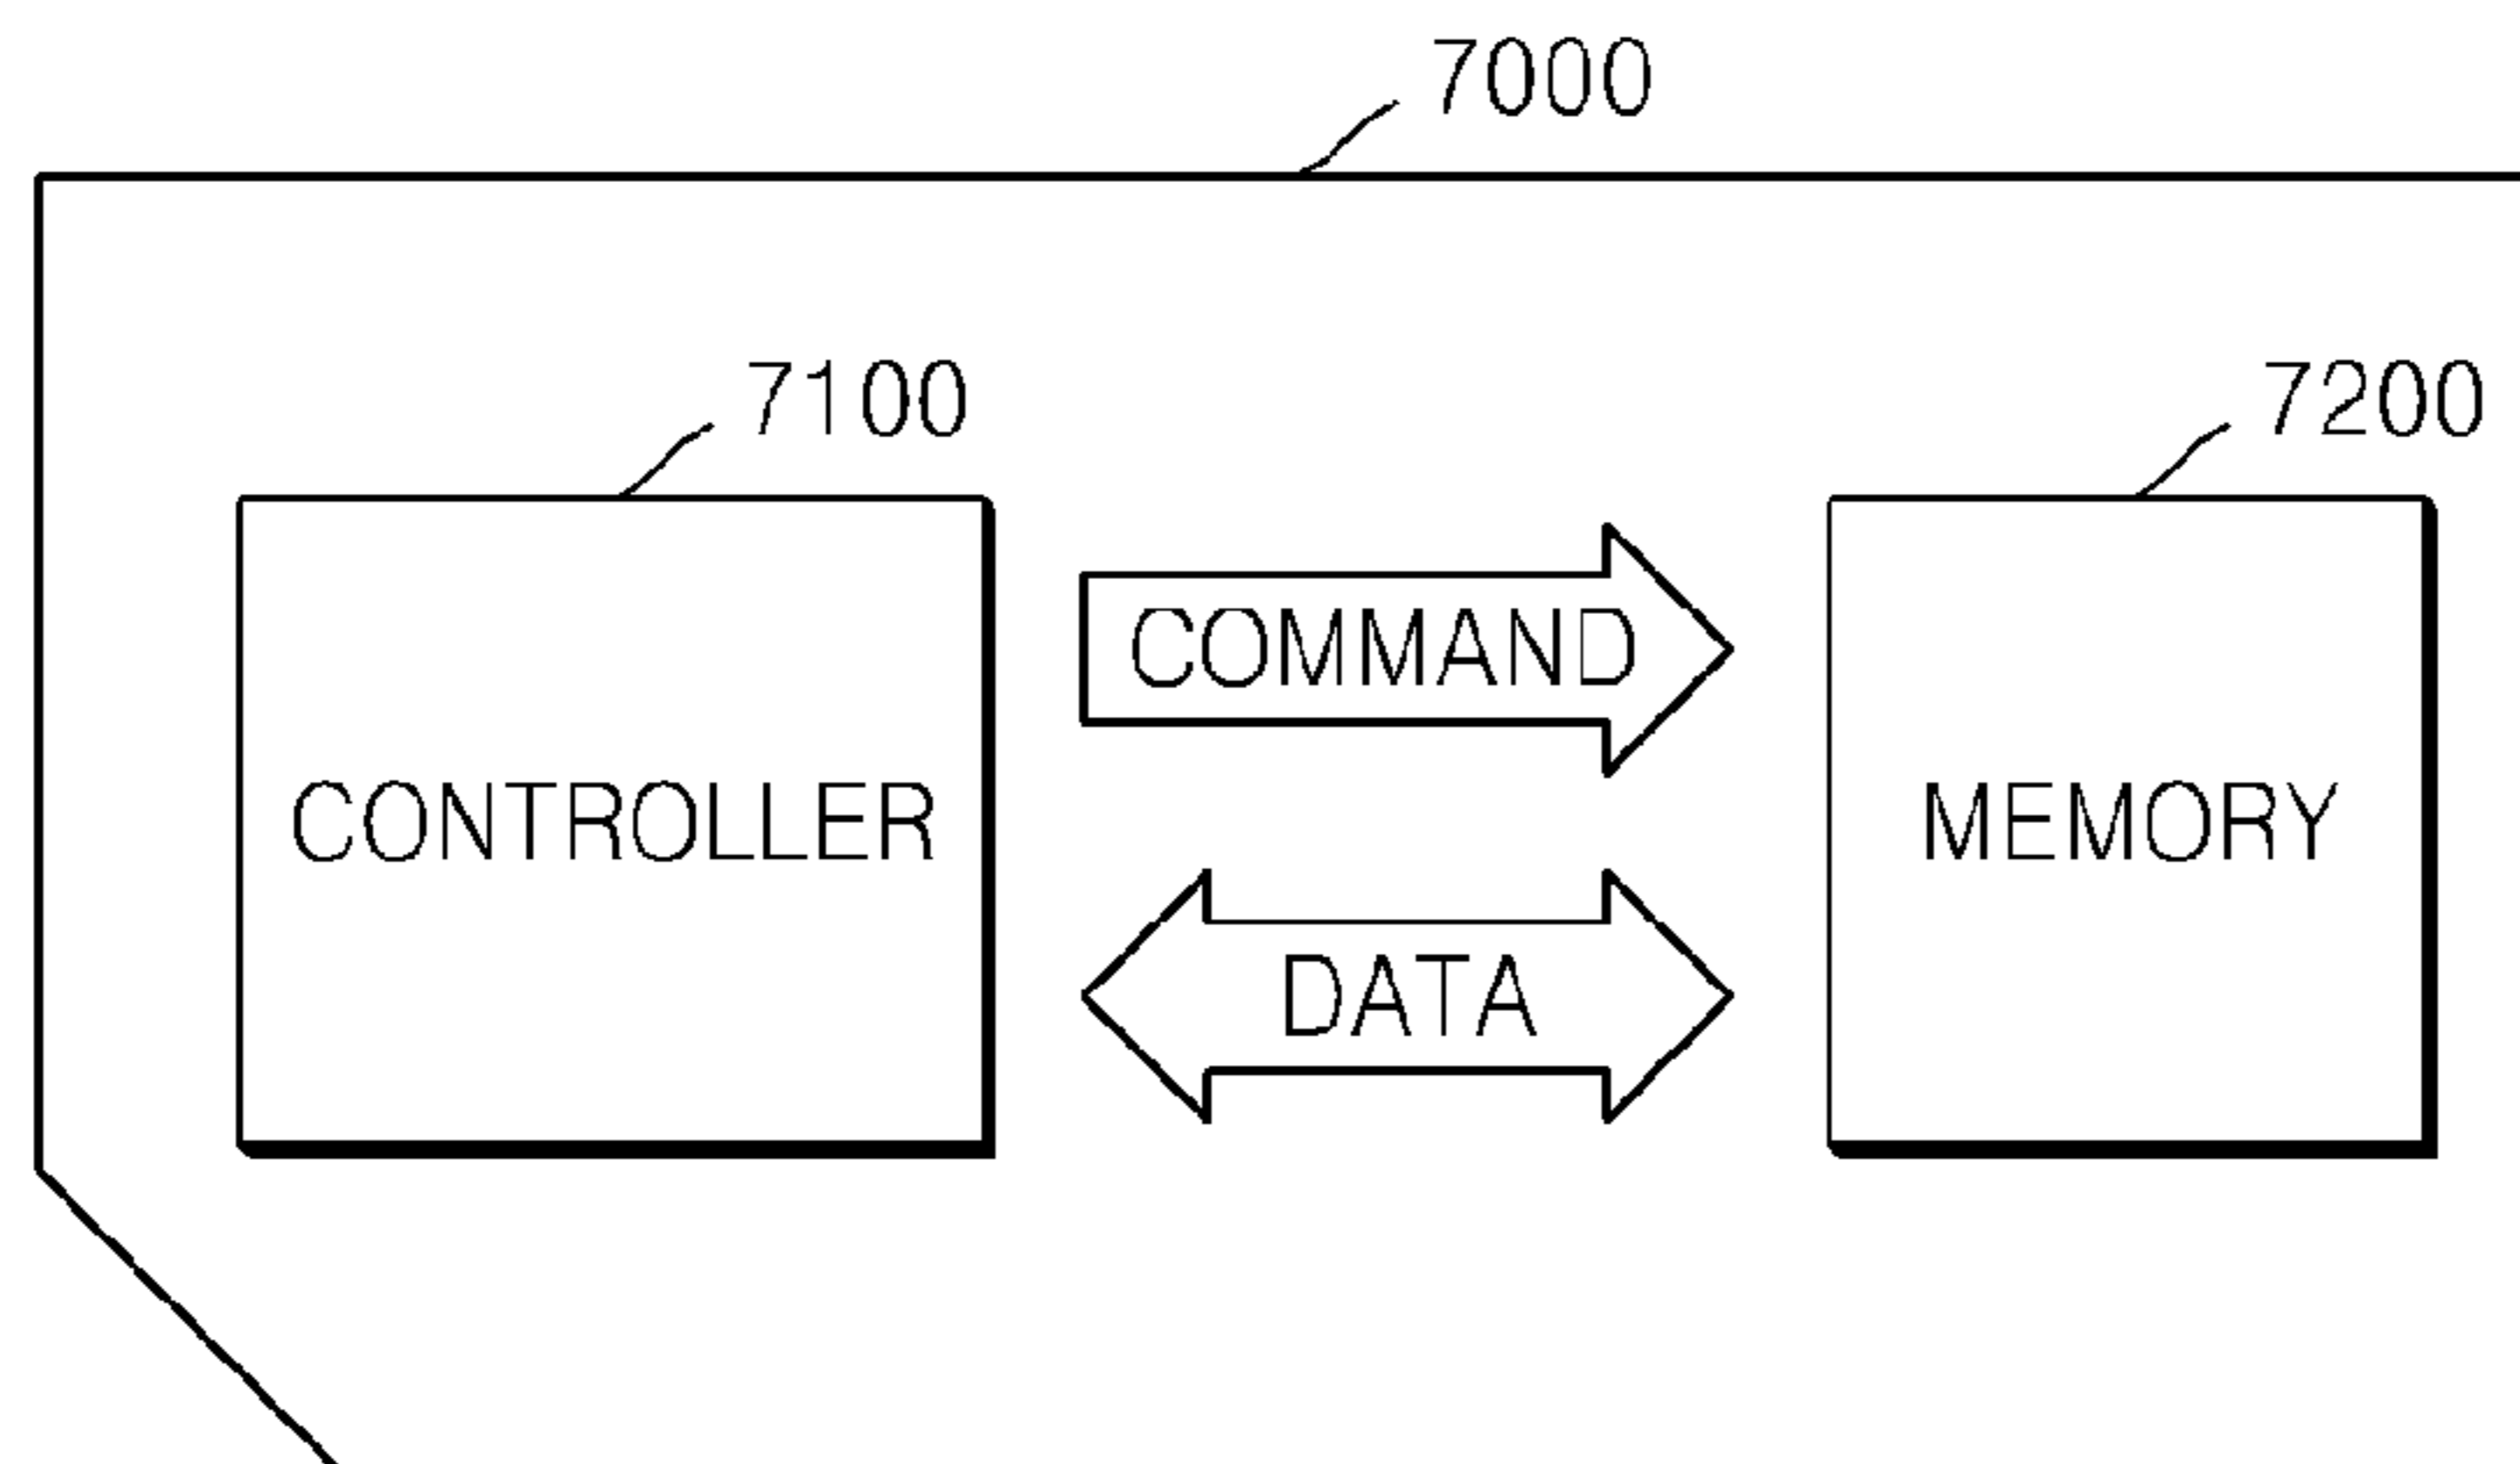 7000
7100
7200
COMMAND
CONTROLLER
MEMORY
DATA